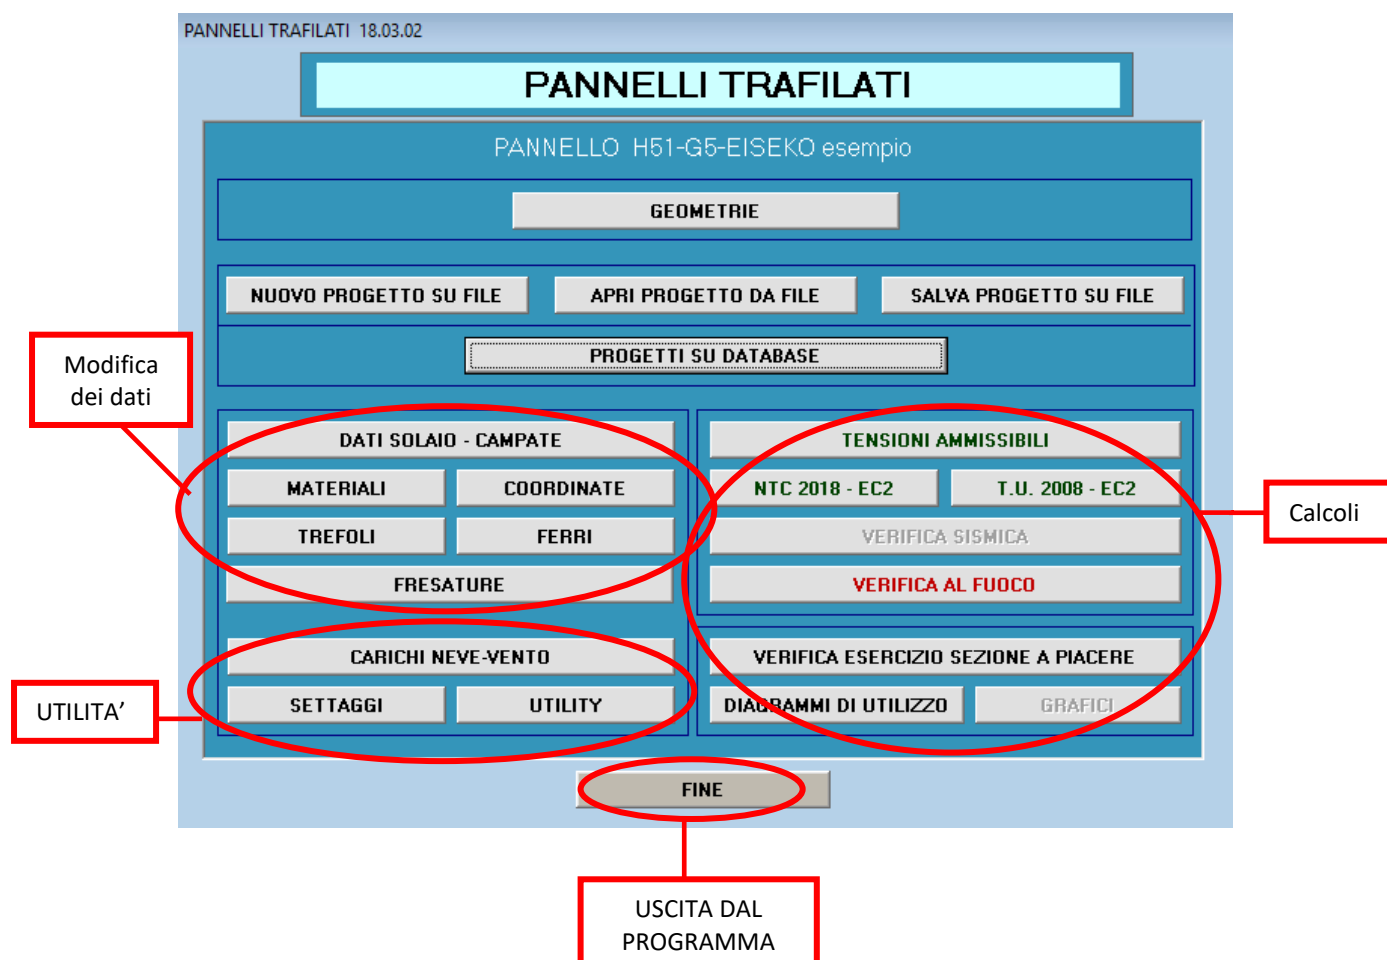 PANNELLI TRAFILATI 18.03.02
PANNELLI TRAFILATI
PANNELLO H51-G5-EISEKO esempio
GEOMETRIE
NUOVO PROGETTO SU FILE
APRI PROGETTO DA FILE
SALVA PROGETTO SU FILE
PROGETTI SU DATABASE
Modifica
dei dati
DATI SOLAIO - CAMPATE
MATERIALI
COORDINATE
TREFOLI
FERRI
FRESATURE
TENSIONI AMMISSIBILI
NTC 2018 - EC2
T.U. 2008 - EC2
VERIFICA SISMICA
VERIFICA AL FUOCO
Calcoli
CARICHI NEVE-VENTO
SETTAGGI
UTILITY
UTILITA’
VERIFICA ESERCIZIO SEZIONE A PIACERE
DIAGRAMMI DI UTILIZZO
GRAFICI
FINE
USCITA DAL
PROGRAMMA